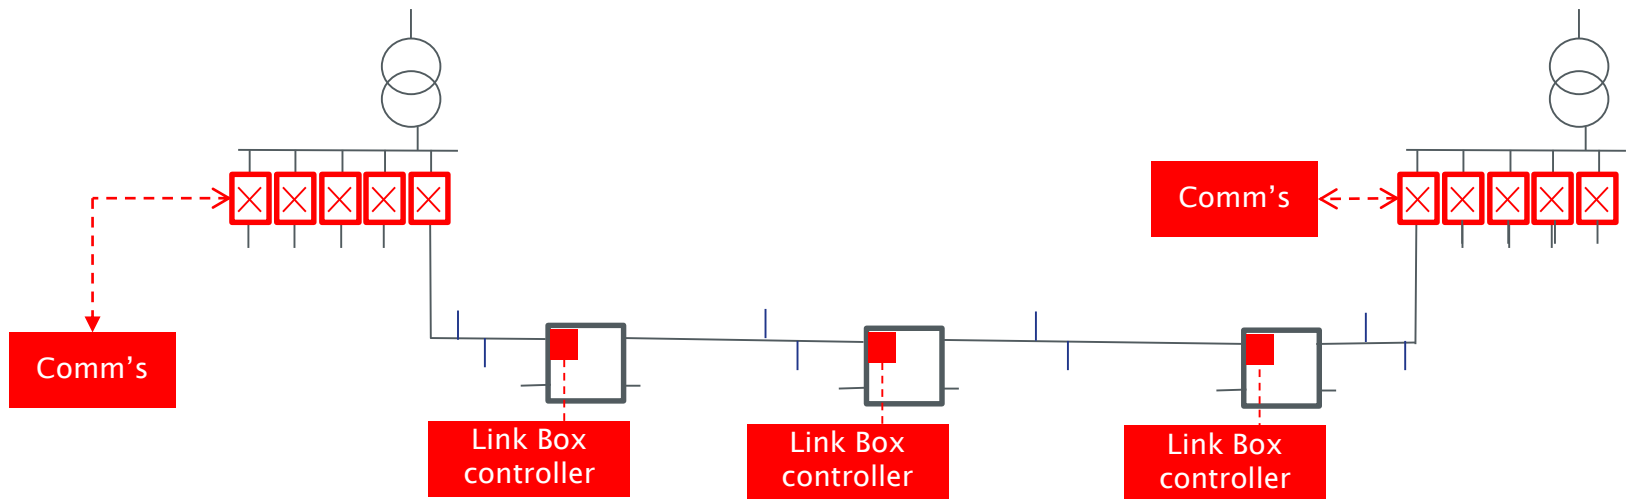 Comm’s
Comm’s
Link Box
controller
Link Box
controller
Link Box
controller